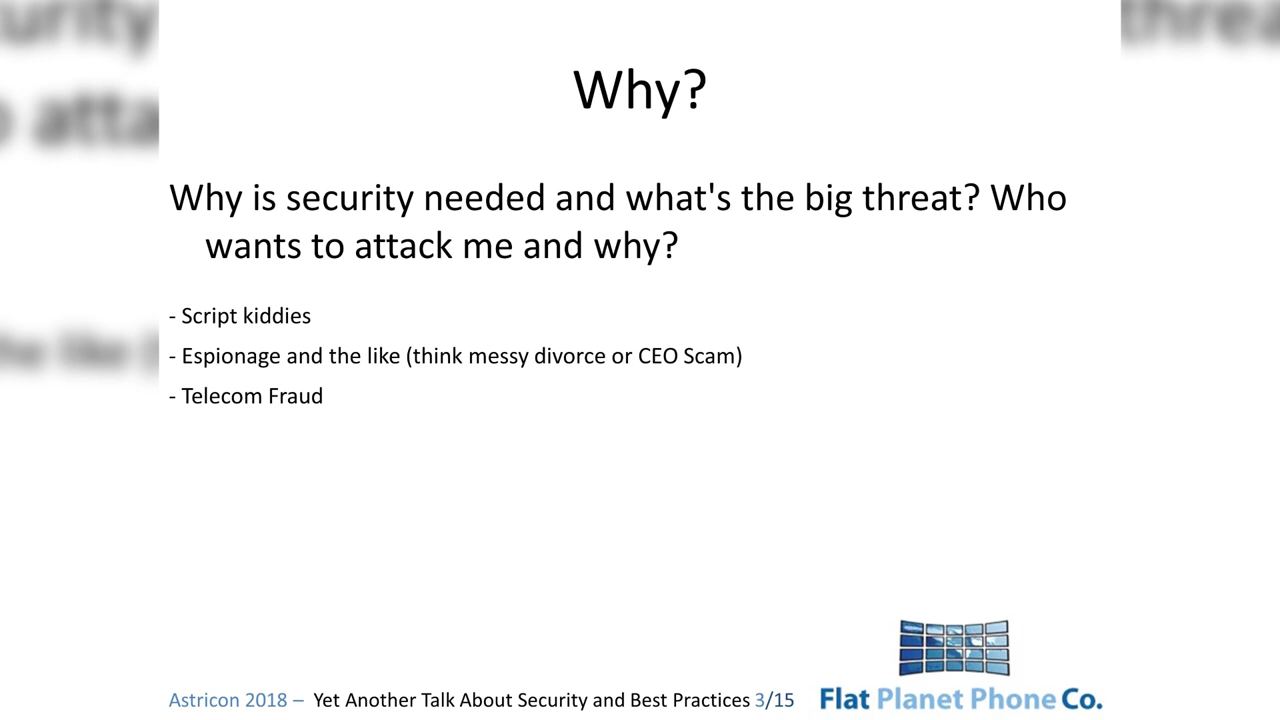 Why?
Why is security needed and what's the big threat? Who
wants to attack me and why?
- Script kiddies
- Espionage and the like (think messy divorce or CEO Scam)
- Telecom Fraud
Astricon 2018 – Yet Another Talk About Security and Best Practices 3/15
Flat Planet Phone Co.